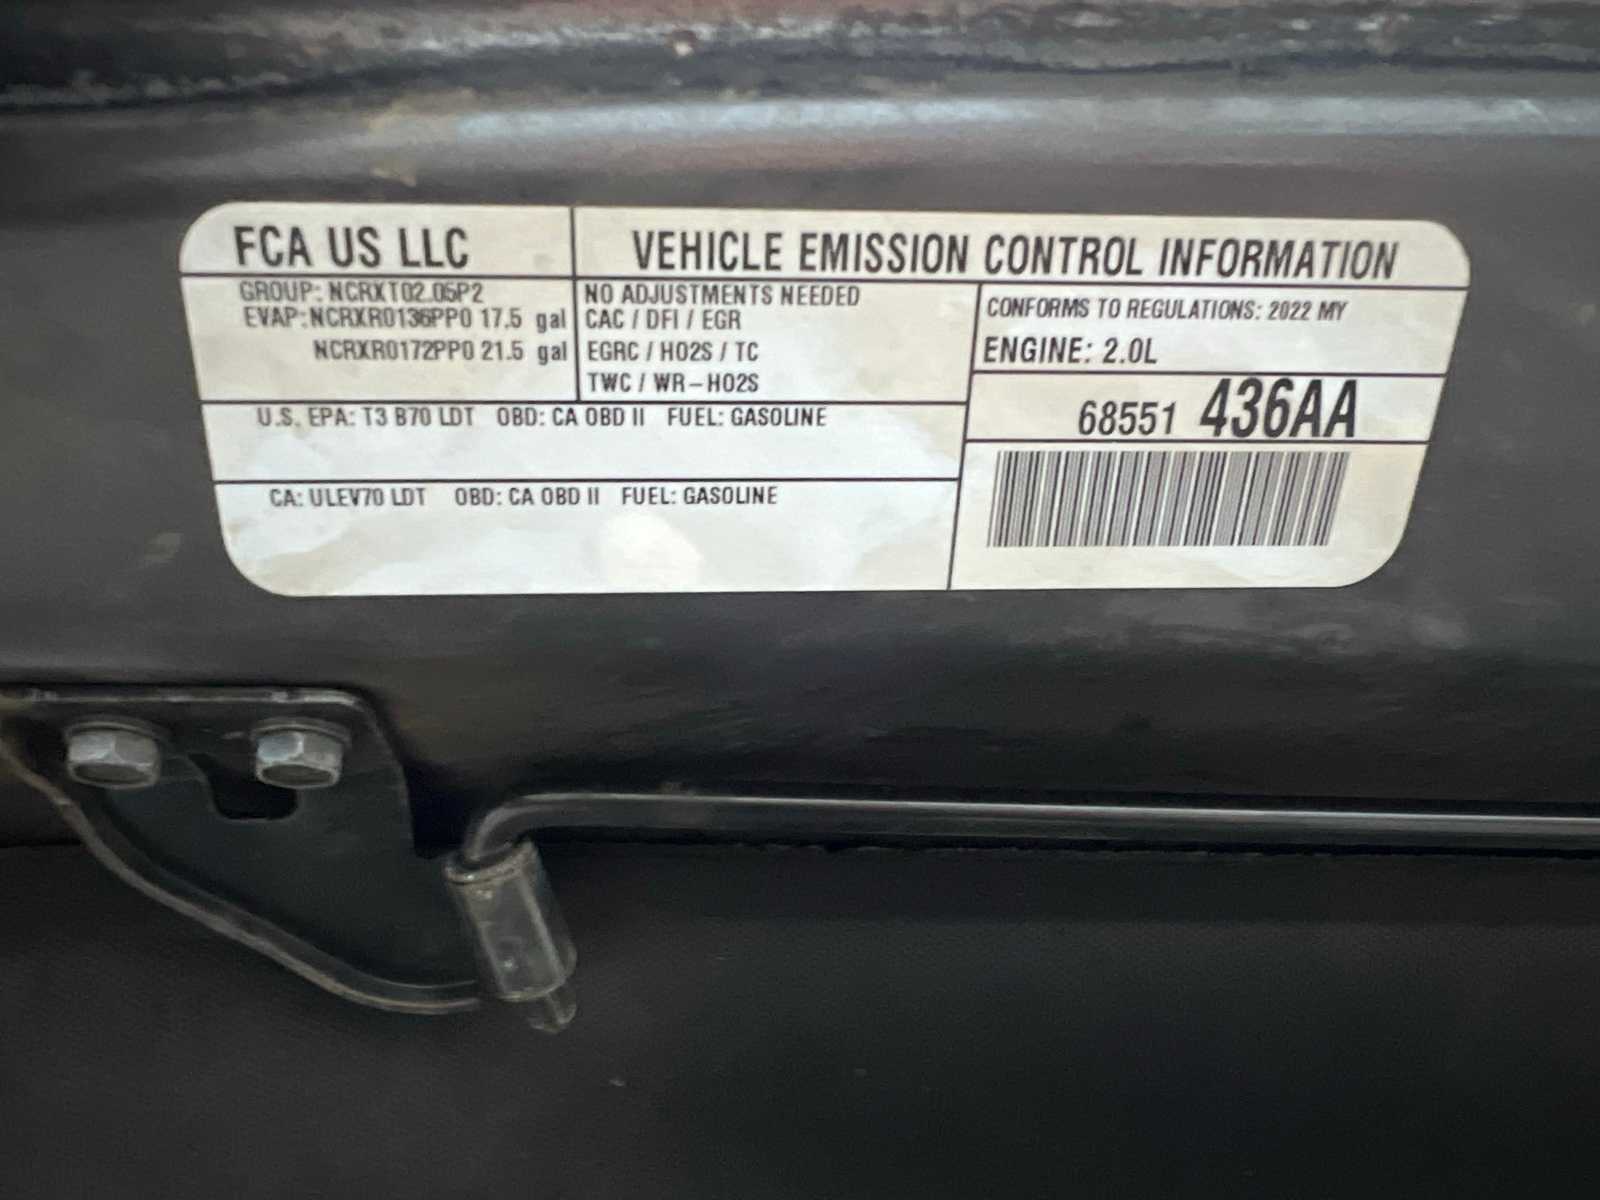 FCA US LLC
VEHICLE EMISSION CONTROL INFORMATION
GROUP: NCRXT02.05P2
EVAP:NCRXR0136PP0 17.5 gal
NCRXR0172PP0 21.5 gal
NO ADJUSTMENTS NEEDED
CAC / DFI / EGR
EGRC / HO2S / TC
TWC / WR-HO2S
CONFORMS TO REGULATIONS: 2022 MY
ENGINE: 2.0L
68551 436AA
U.S. EPA: T3 B70 LDT OBD: CA OBD II FUEL: GASOLINE
CA: ULEV70 LDT OBD: CA OBD II FUEL: GASOLINE